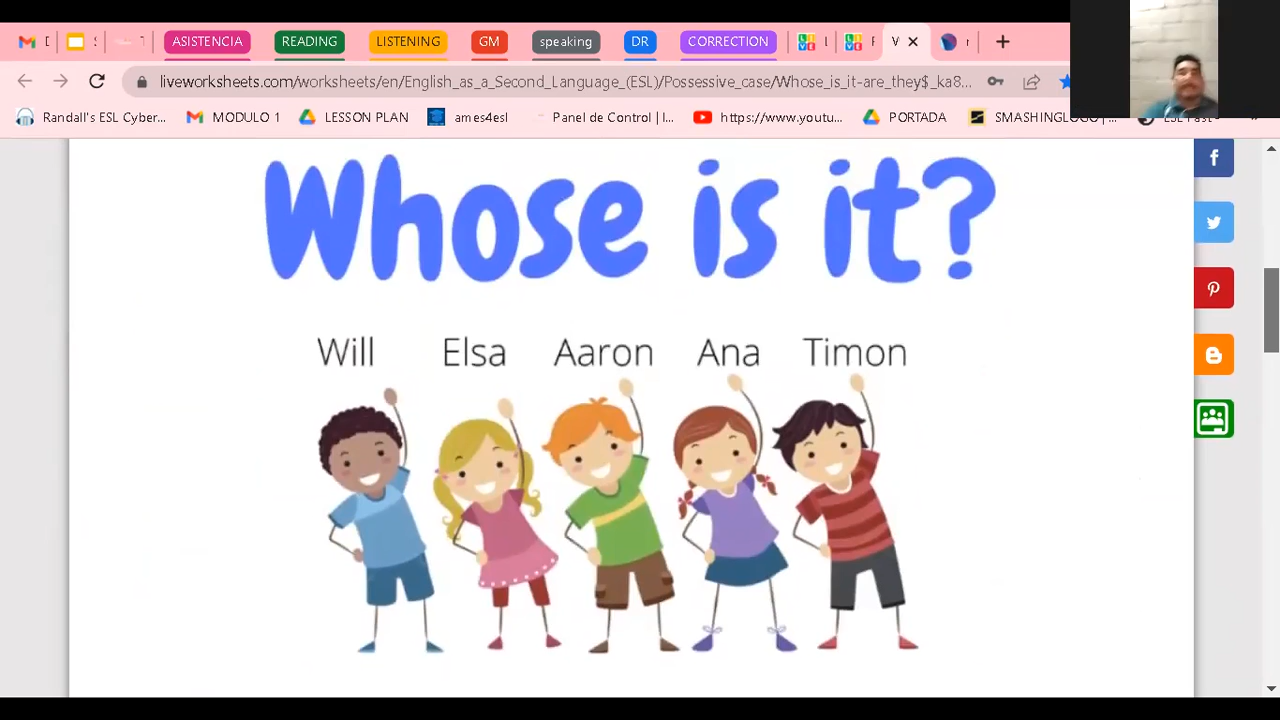 ASISTENCIA READING LISTENING GM speaking DR CORRECTION
liveworksheets.com/worksheets/en/English_as_a_Second_Language_(ESL)/Possessive_case/Whose_is_it-are_they$_ka8...
Randall's ESL Cyber... MODULO 1 LESSON PLAN ames4esl Panel de Control | I... https://www.youtu... PORTADA SMASHINGLOGO | ...
Whose is it?
Will Elsa Aaron Ana Timon